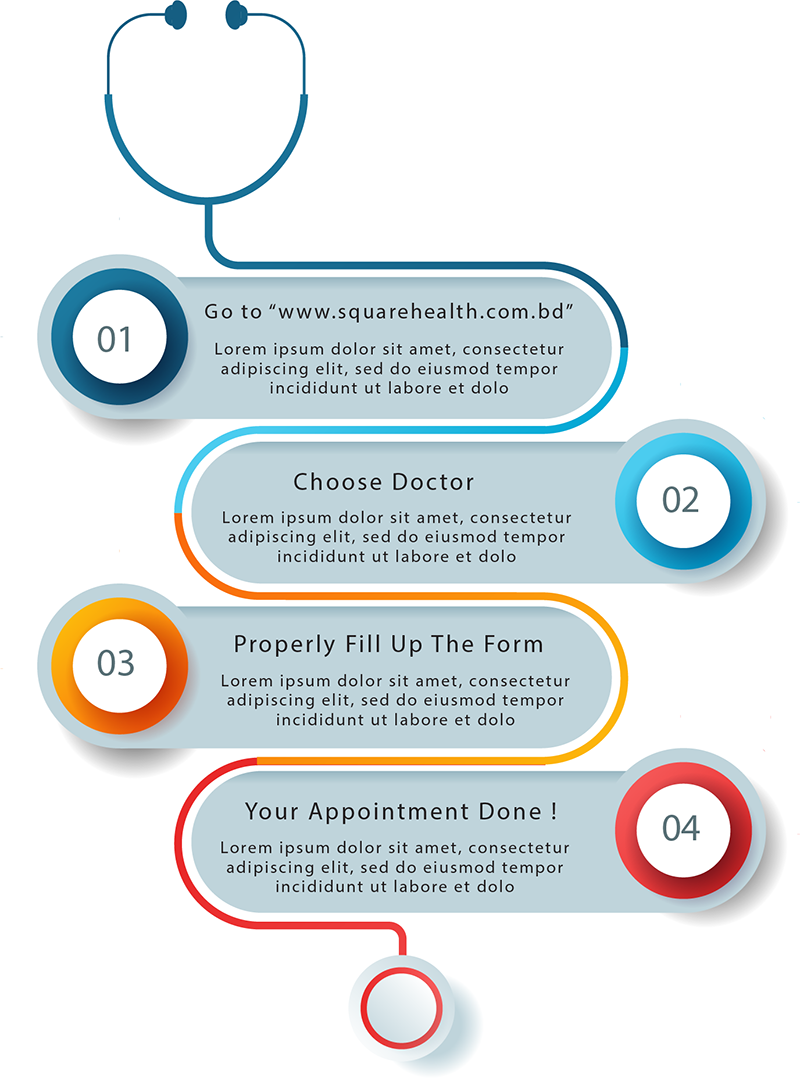 01
Go to “www.squarehealth.com.bd”
Lorem ipsum dolor sit amet, consectetur
adipiscing elit, sed do eiusmod tempor
incididunt ut labore et dolo
02
Choose Doctor
Lorem ipsum dolor sit amet, consectetur
adipiscing elit, sed do eiusmod tempor
incididunt ut labore et dolo
03
Properly Fill Up The Form
Lorem ipsum dolor sit amet, consectetur
adipiscing elit, sed do eiusmod tempor
incididunt ut labore et dolo
04
Your Appointment Done !
Lorem ipsum dolor sit amet, consectetur
adipiscing elit, sed do eiusmod tempor
incididunt ut labore et dolo